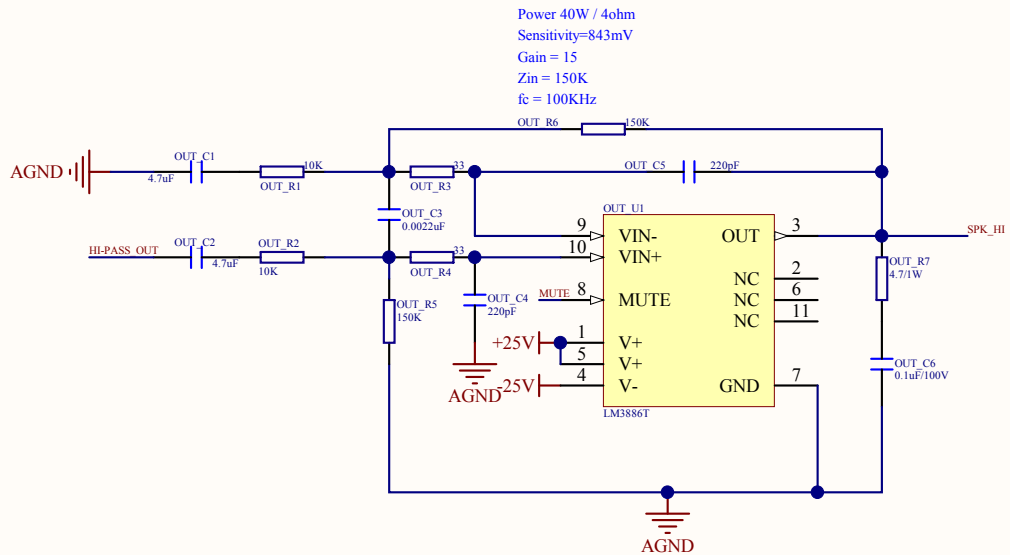 Power 40W / 4ohm
Sensitivity=843mV
Gain = 15
Zin = 150K
fc = 100KHz
OUT_R6
150K
AGND
OUT_C1
4.7uF
10K
OUT_R1
33
OUT_R3
OUT_C5
220pF
OUT_C3
0.0022uF
OUT_U1
HI-PASS_OUT
OUT_C2
4.7uF
OUT_R2
10K
33
OUT_R4
9
VIN-
10
VIN+
OUT
3
SPK_HI
NC
2
NC
6
NC
11
MUTE
8
MUTE
OUT_C4
220pF
OUT_R5
150K
OUT_R7
4.7/1W
+25V
1
V+
5
V+
-25V
4
V-
GND
7
AGND
LM3886T
OUT_C6
0.1uF/100V
AGND